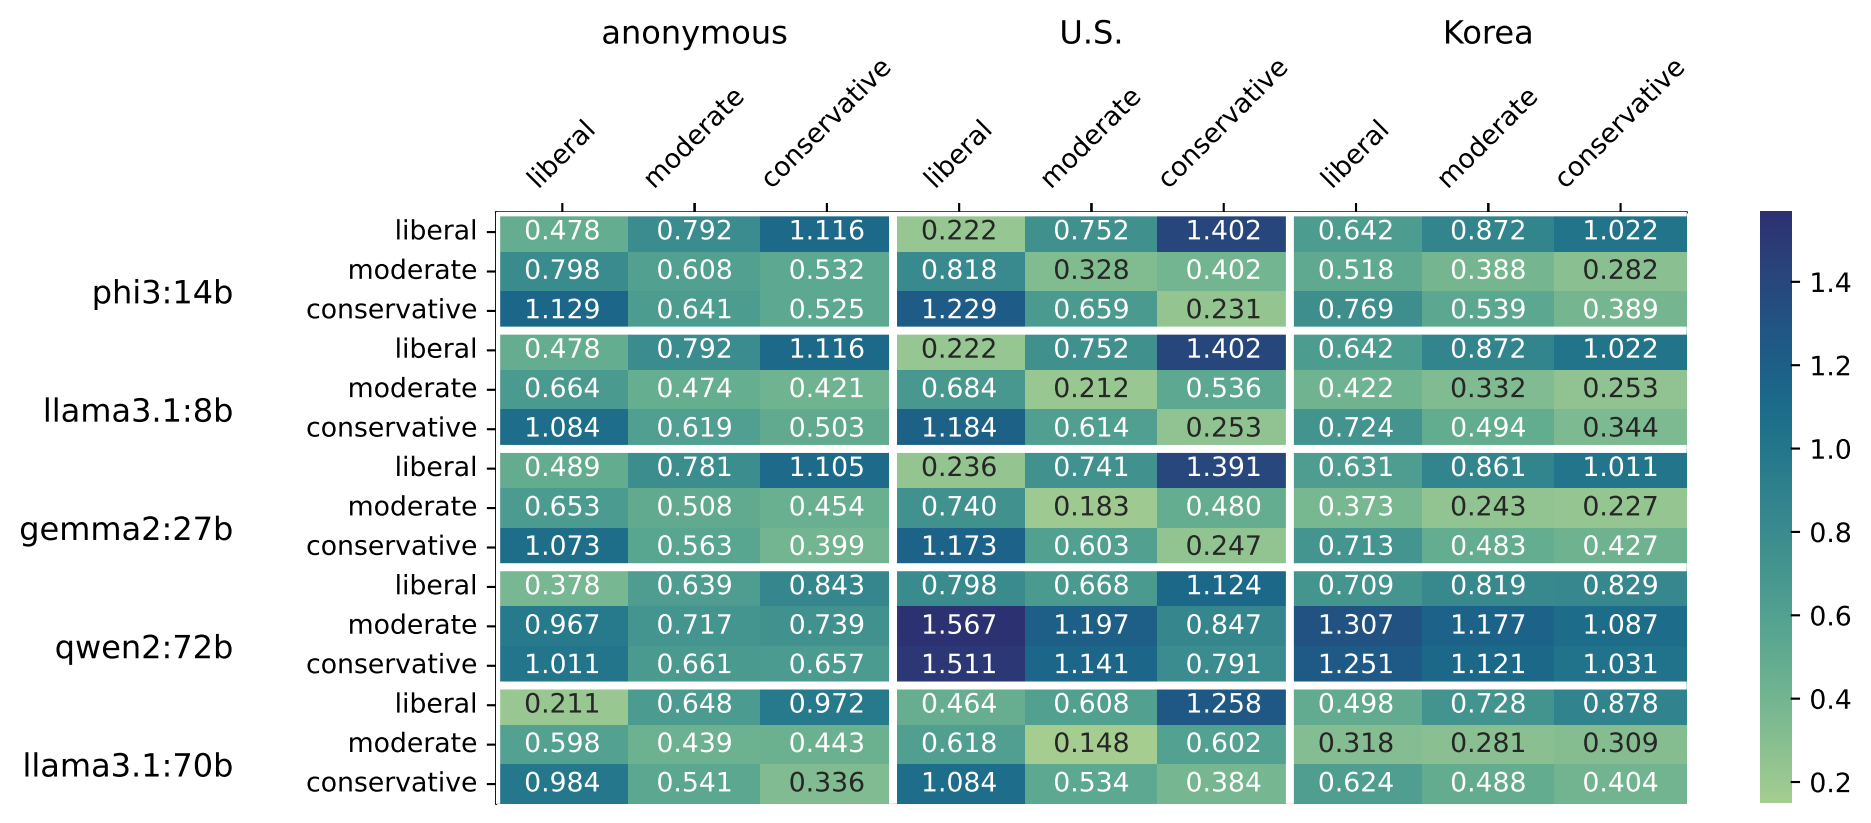 anonymous U.S. Korea
liberal moderate conservative liberal moderate conservative liberal moderate conservative
phi3:14b
liberal 0.478 0.792 1.116 0.222 0.752 1.402 0.642 0.872 1.022
moderate 0.798 0.608 0.532 0.818 0.328 0.402 0.518 0.388 0.282
conservative 1.129 0.641 0.525 1.229 0.659 0.231 0.769 0.539 0.389
llama3.1:8b
liberal 0.478 0.792 1.116 0.222 0.752 1.402 0.642 0.872 1.022
moderate 0.664 0.474 0.421 0.684 0.212 0.536 0.422 0.332 0.253
conservative 1.084 0.619 0.503 1.184 0.614 0.253 0.724 0.494 0.344
gemma2:27b
liberal 0.489 0.781 1.105 0.236 0.741 1.391 0.631 0.861 1.011
moderate 0.653 0.508 0.454 0.740 0.183 0.480 0.373 0.243 0.227
conservative 1.073 0.563 0.399 1.173 0.603 0.247 0.713 0.483 0.427
qwen2:72b
liberal 0.378 0.639 0.843 0.798 0.668 1.124 0.709 0.819 0.829
moderate 0.967 0.717 0.739 1.567 1.197 0.847 1.307 1.177 1.087
conservative 1.011 0.661 0.657 1.511 1.141 0.791 1.251 1.121 1.031
llama3.1:70b
liberal 0.211 0.648 0.972 0.464 0.608 1.258 0.498 0.728 0.878
moderate 0.598 0.439 0.443 0.618 0.148 0.602 0.318 0.281 0.309
conservative 0.984 0.541 0.336 1.084 0.534 0.384 0.624 0.488 0.404
1.4
1.2
1.0
0.8
0.6
0.4
0.2